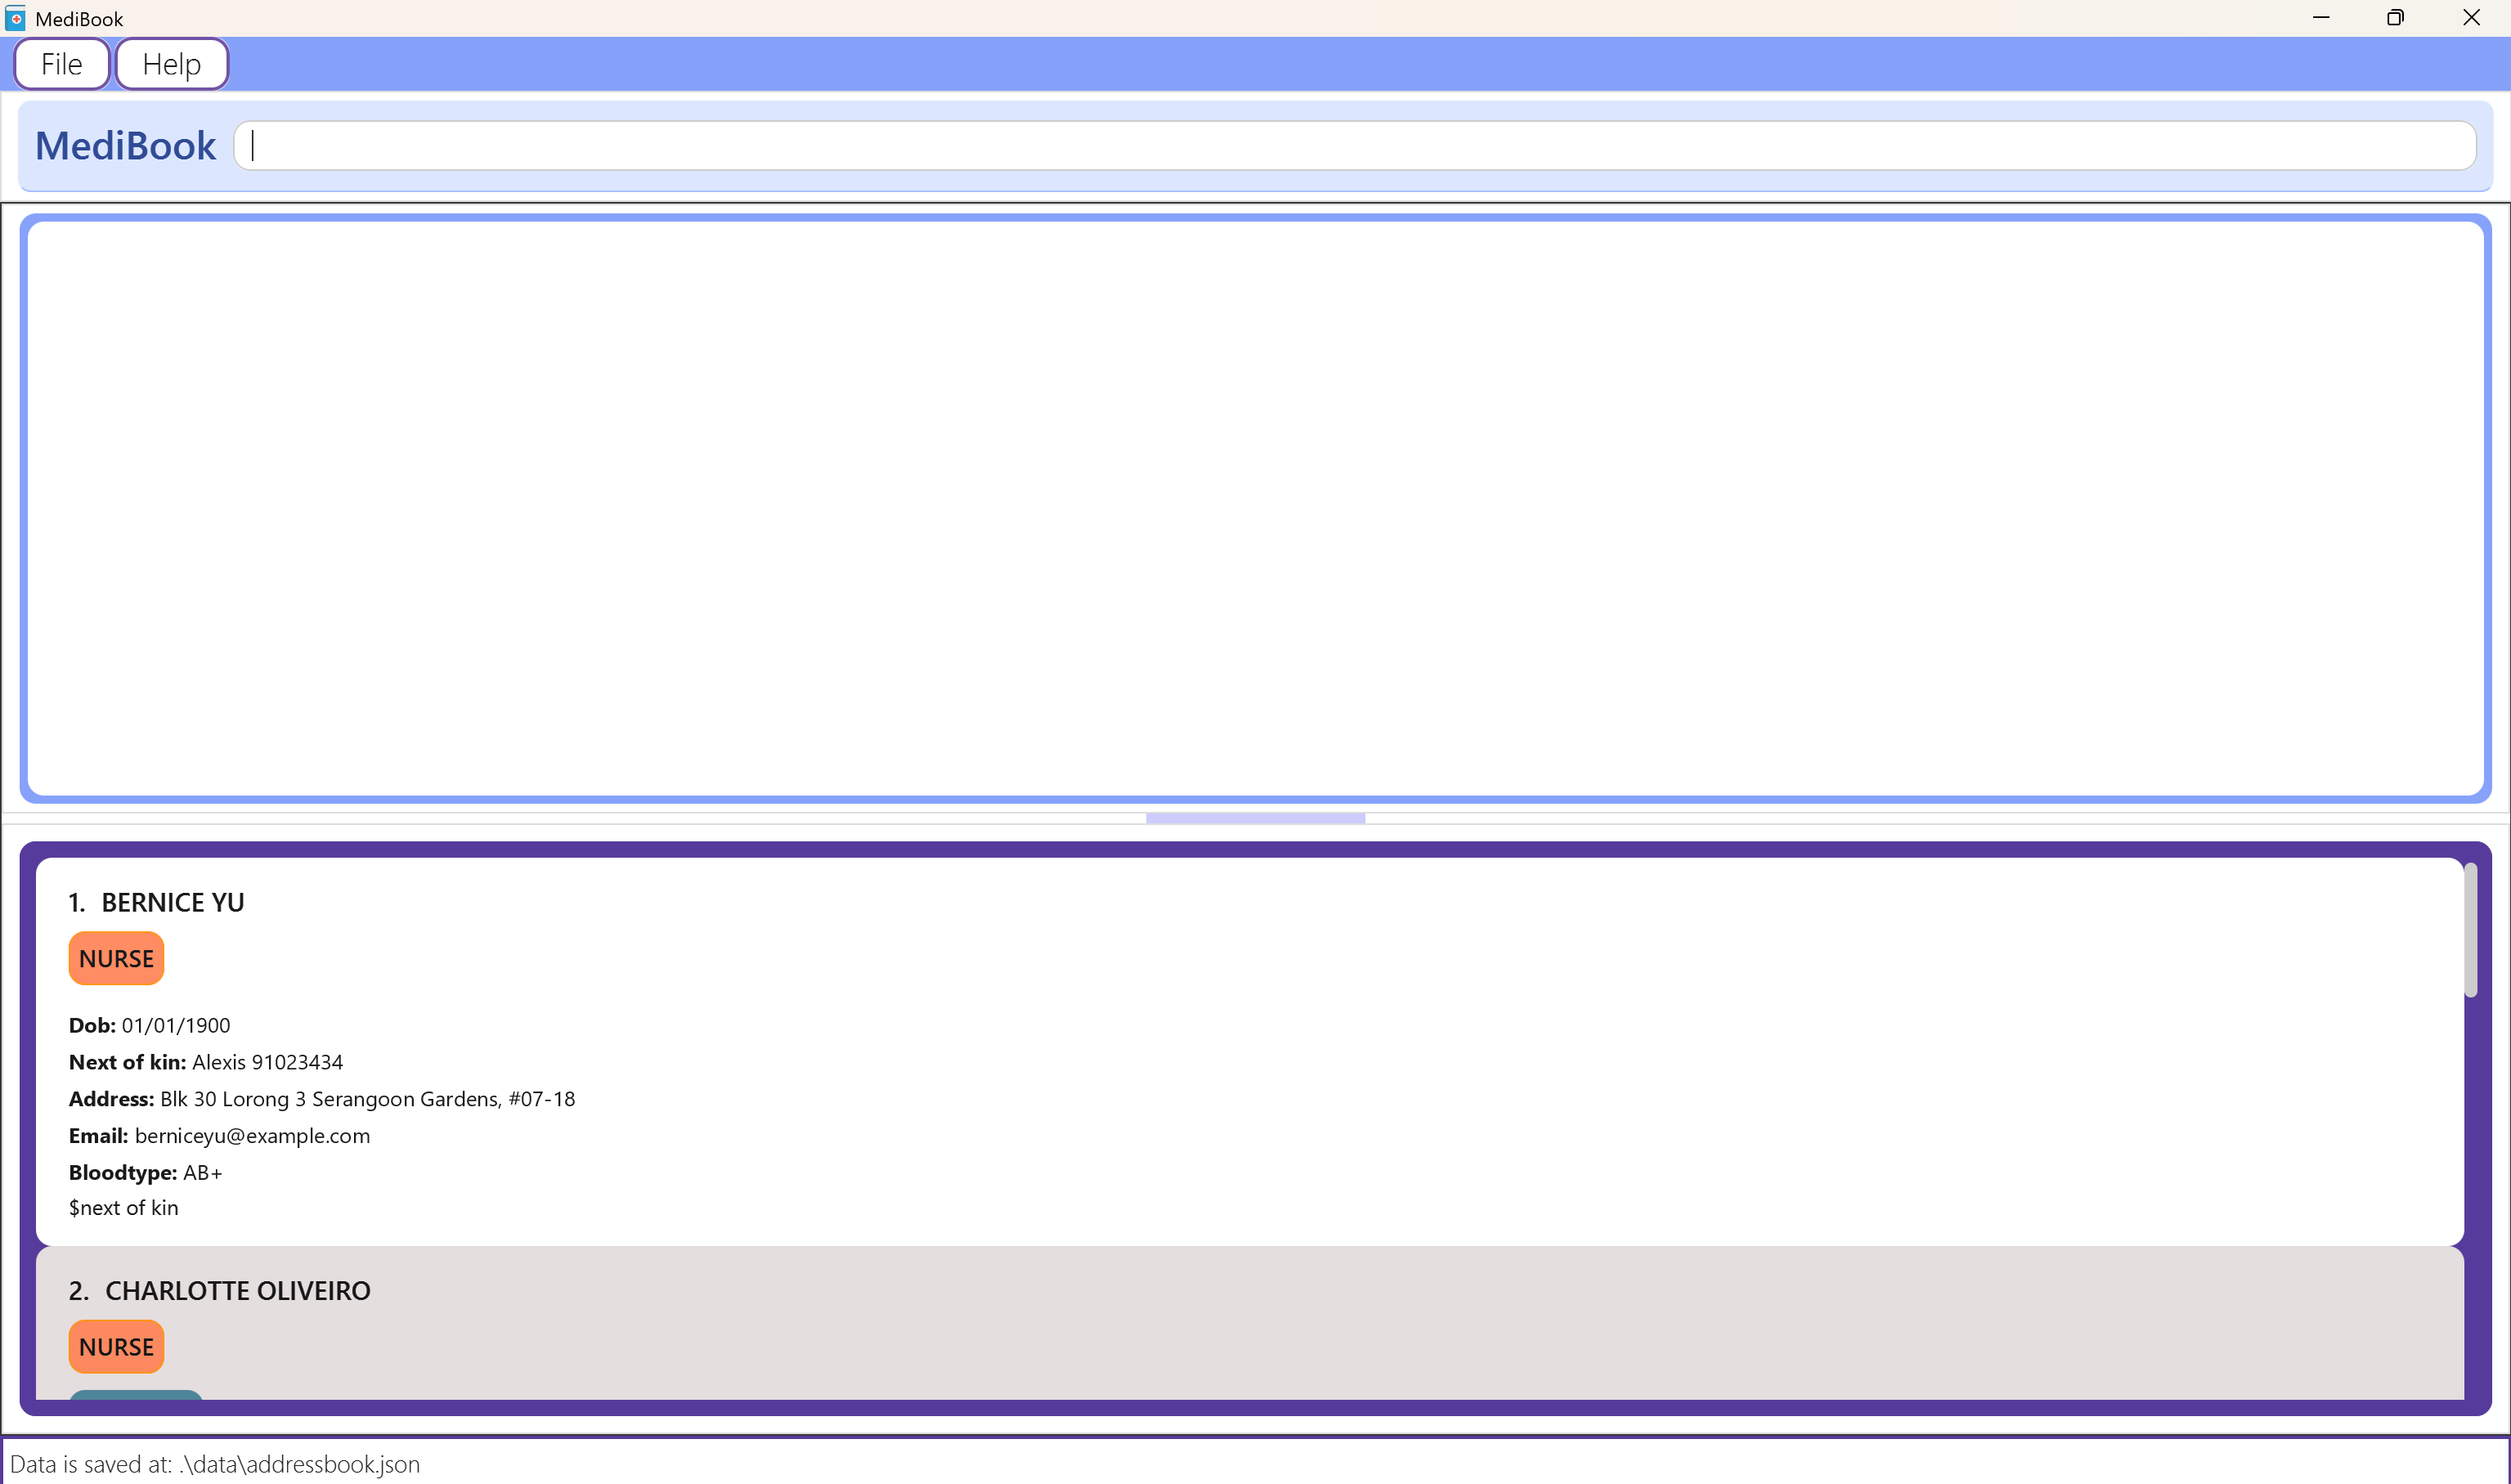 MediBook
File Help
MediBook
1. BERNICE YU
NURSE
Dob: 01/01/1900
Next of kin: Alexis 91023434
Address: Blk 30 Lorong 3 Serangoon Gardens, #07-18
Email: berniceyu@example.com
Bloodtype: AB+
$next of kin
2. CHARLOTTE OLIVEIRO
NURSE
Data is saved at: .\data\addressbook.json